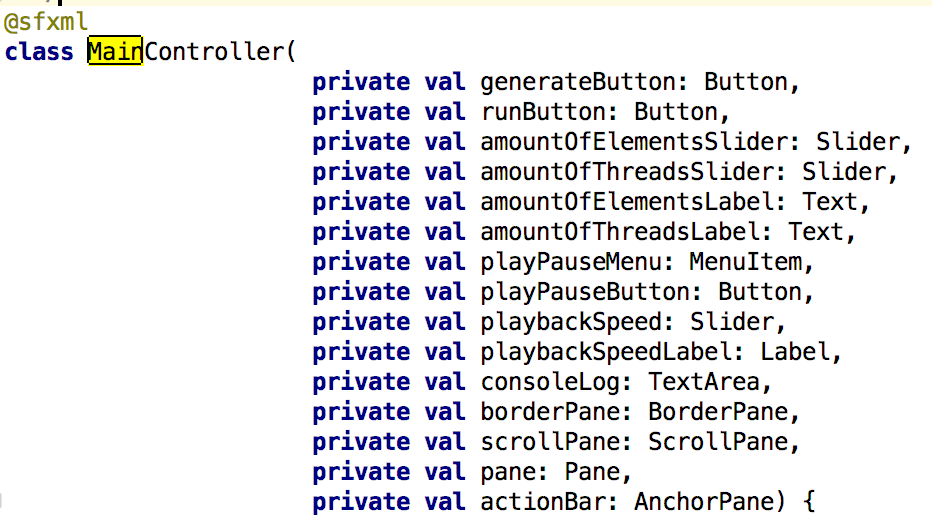 @sfxml
class MainController(
private val generateButton: Button,
private val runButton: Button,
private val amountOfElementsSlider: Slider,
private val amountOfThreadsSlider: Slider,
private val amountOfElementsLabel: Text,
private val amountOfThreadsLabel: Text,
private val playPauseMenu: MenuItem,
private val playPauseButton: Button,
private val playbackSpeed: Slider,
private val playbackSpeedLabel: Label,
private val consoleLog: TextArea,
private val borderPane: BorderPane,
private val scrollPane: ScrollPane,
private val pane: Pane,
private val actionBar: AnchorPane) {